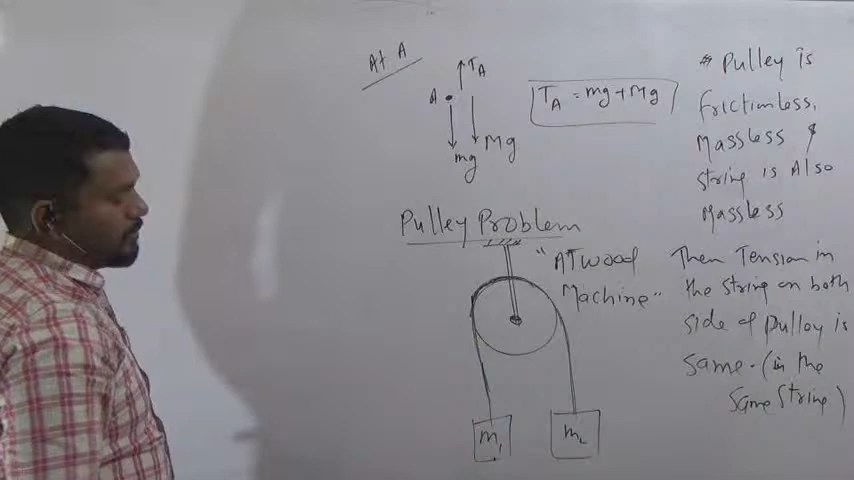 At A
T_A
A
mg
Mg
T_A = mg + Mg
# Pulley is
frictionless,
Massless &
string is Also
Massless
Pulley Problem
"ATwood
Machine"
Then Tension in
the string on both
side of pulley is
same. (in the
same string)
m₁
m₂